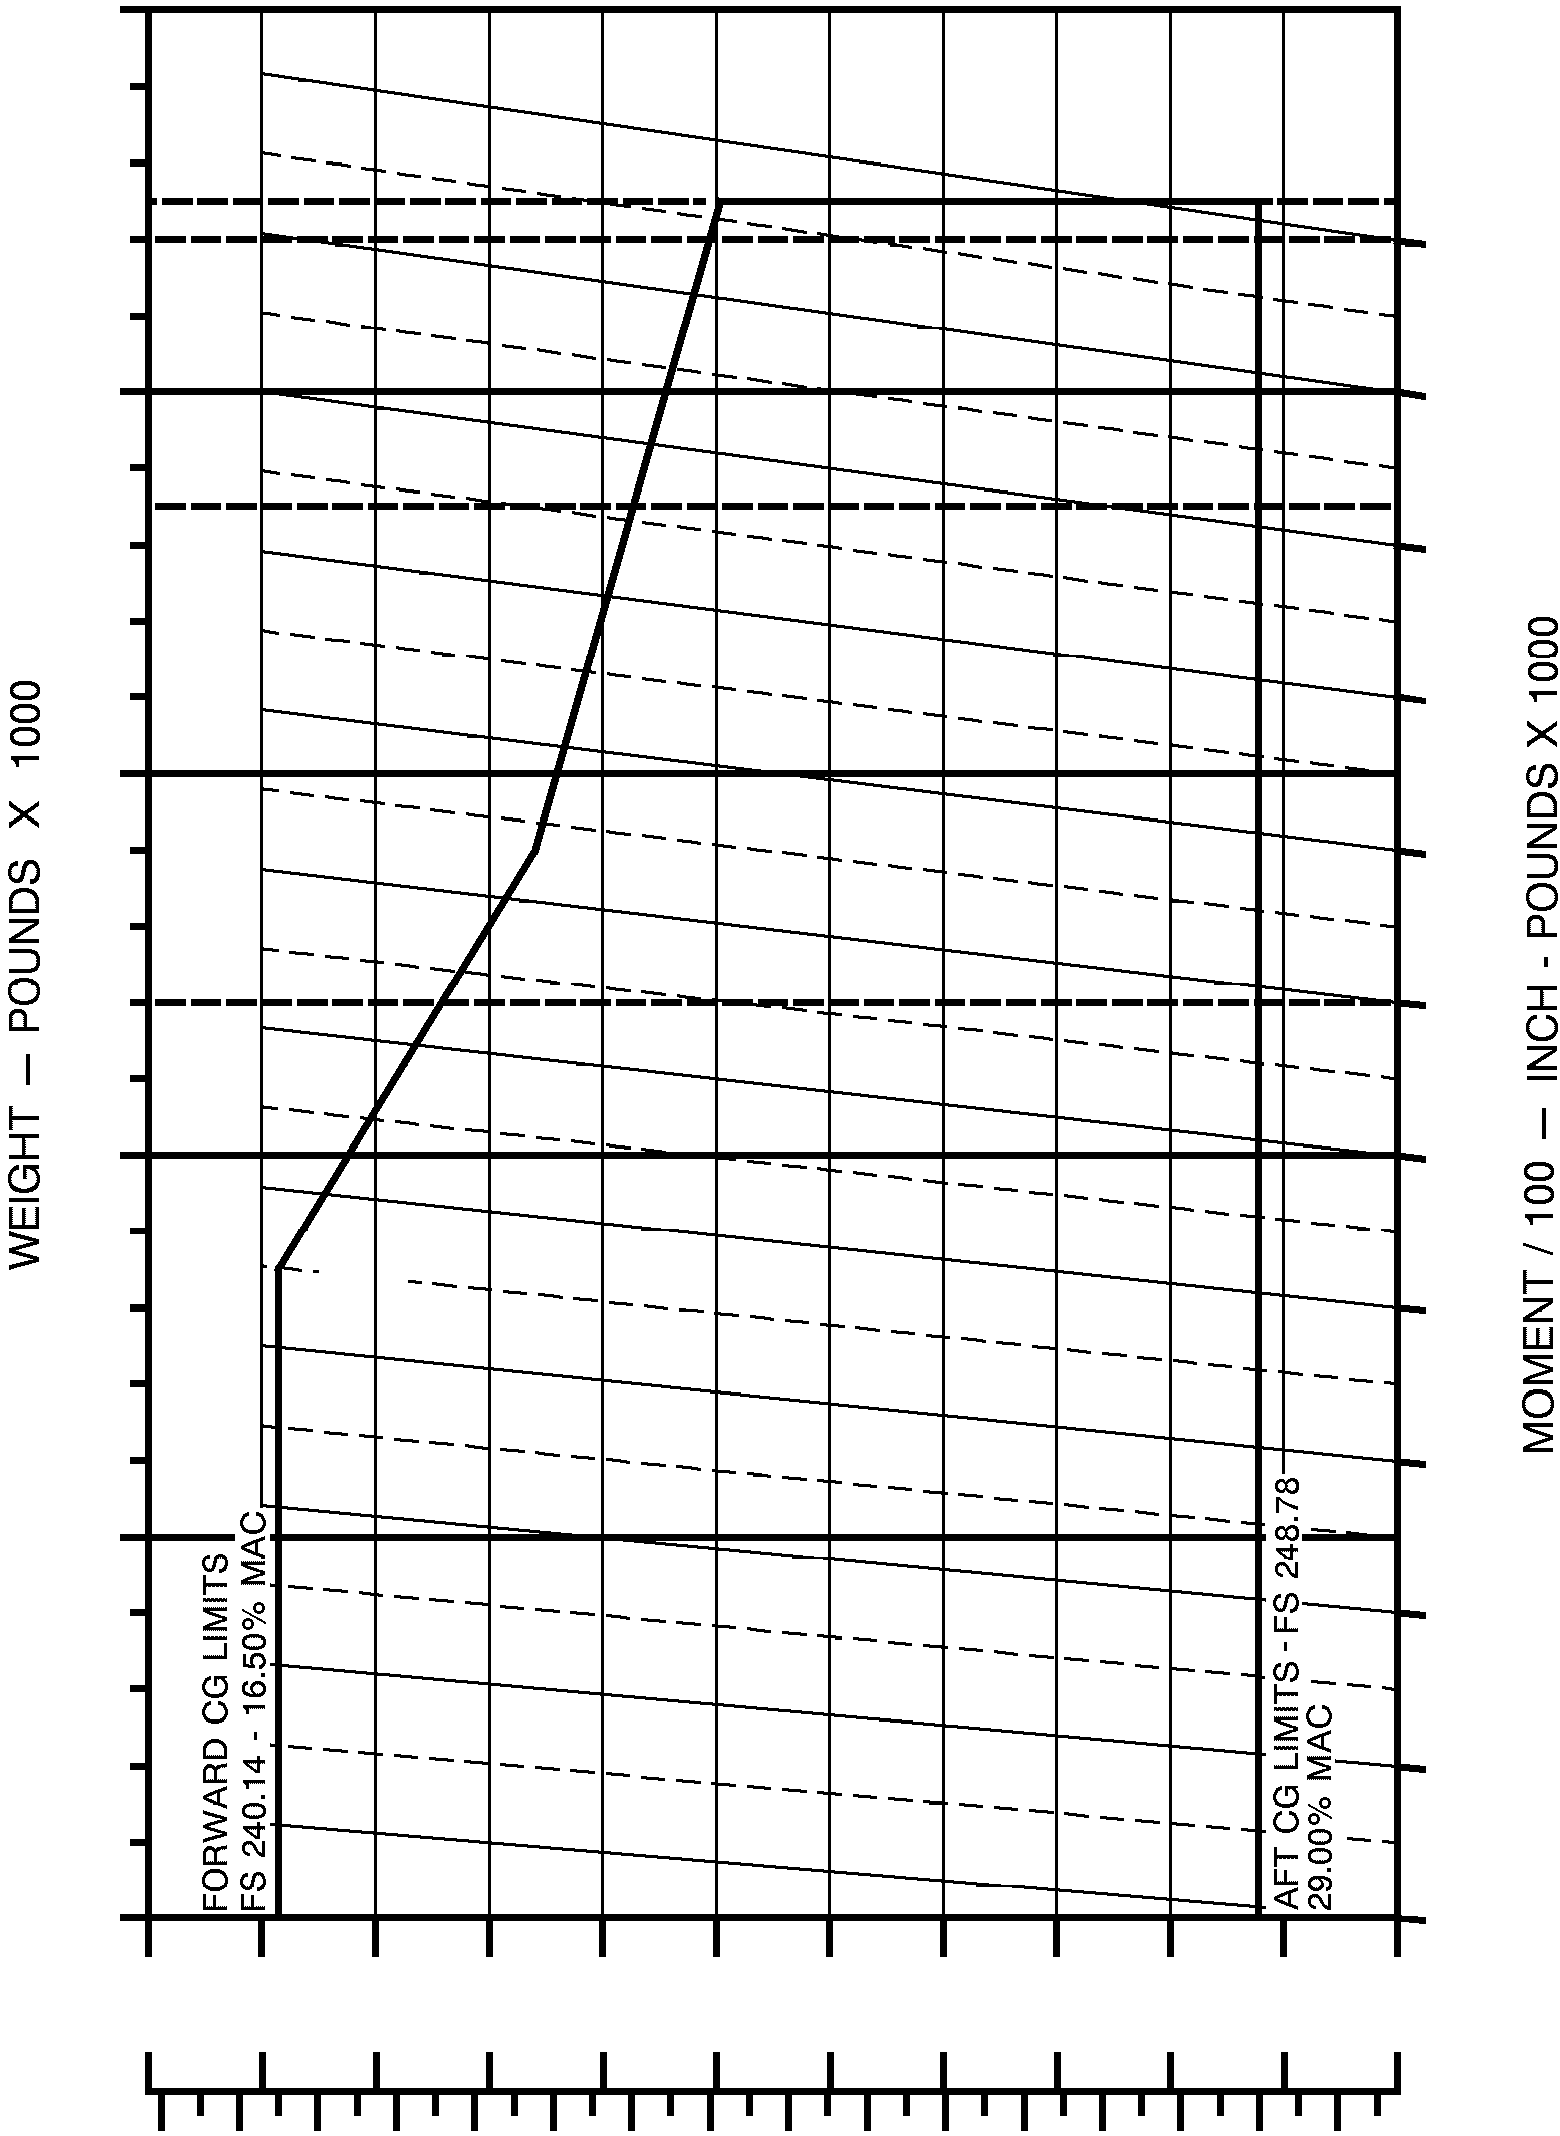 WEIGHT — POUNDS X 1000
FORWARD CG LIMITS
FS 240.14 - 16.50% MAC
AFT CG LIMITS - FS 248.78
29.00% MAC
MOMENT / 100 — INCH - POUNDS X 1000